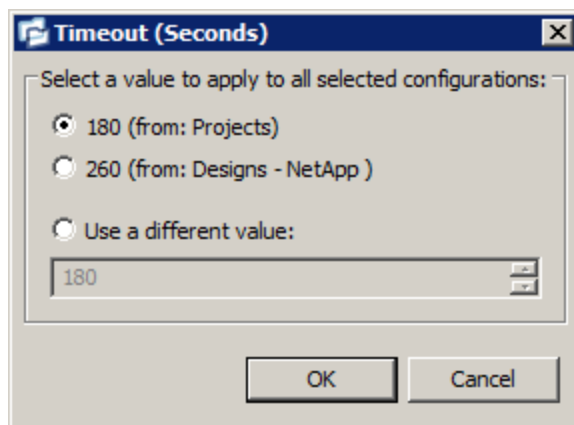 Timeout (Seconds)
Select a value to apply to all selected configurations:
180 (from: Projects)
260 (from: Designs - NetApp )
Use a different value:
180
OK Cancel